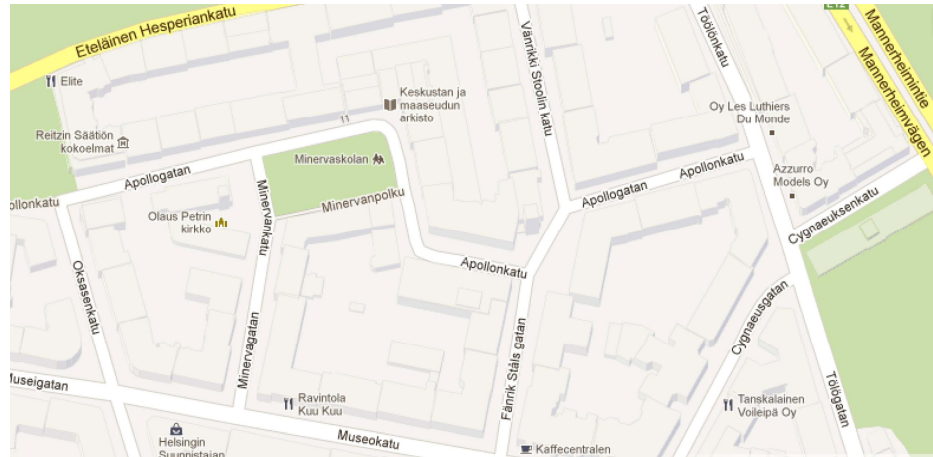 E12
Eteläinen Hesperiankatu
Vänrikki Stoolin katu
Töölönkatu
Mannerheimintie
Mannerheimvägen
Elite
Keskustan ja
maaseudun
arkisto
11
Oy Les Luthiers
Du Monde
Reitzin Säätiön
kokoelmat
Minervaskolan
Apollogatan
Apollonkatu
Azzurro
Models Oy
Apollogatan
ollonkatu
Minervankatu
Minervanpolku
Olaus Petrin
kirkko
Cygnaeuksenkatu
Oksasenkatu
Apollonkatu
Cygnaeusgatan
Minervagatan
Fänrik Ståls gatan
Museigatan
Ravintola
Kuu Kuu
Tanskalainen
Voileipä Oy
Tölögatan
Museokatu
Helsingin
Suunnistajan
Kaffecentralen